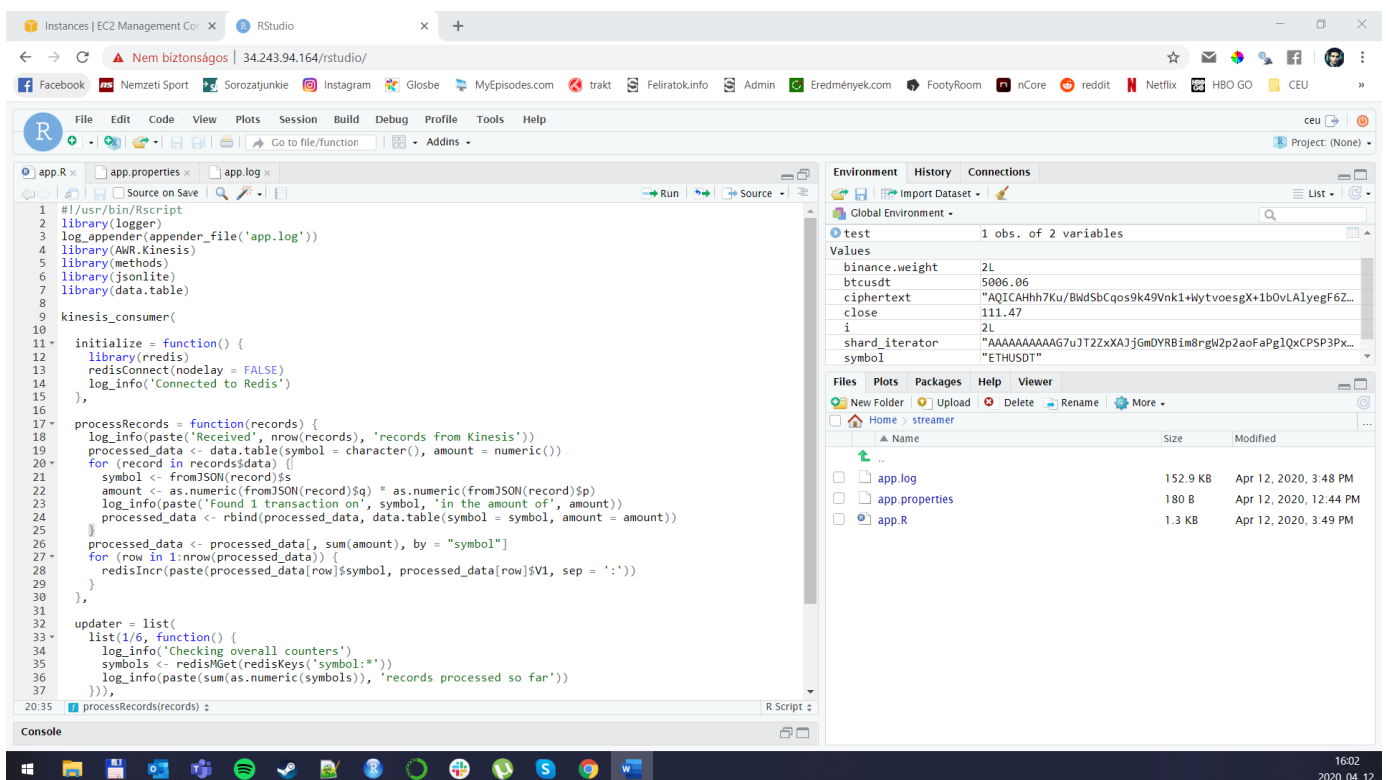 Instances | EC2 Management Cor
RStudio
Nem biztonságos | 34.243.94.164/rstudio/
Facebook Nemzeti Sport Sorozatjunkie Instagram Glosbe MyEpisodes.com trakt Feliratok.info Admin Eredmények.com FootyRoom nCore reddit Netflix HBO GO CEU »
File Edit Code View Plots Session Build Debug Profile Tools Help
ceu
Go to file/function Addins
Project: (None)
app.R app.properties app.log
Source on Save Run Source
1 #!/usr/bin/Rscript
2 library(logger)
3 log_appender(appender_file('app.log'))
4 library(AWR.Kinesis)
5 library(methods)
6 library(jsonlite)
7 library(data.table)
8
9 kinesis_consumer(
10
11 initialize = function() {
12 library(rredis)
13 redisConnect(nodelay = FALSE)
14 log_info('Connected to Redis')
15 },
16
17 processRecords = function(records) {
18 log_info(paste('Received', nrow(records), 'records from Kinesis'))
19 processed_data <- data.table(symbol = character(), amount = numeric())
20 for (record in records$data) {
21 symbol <- fromJSON(record)$s
22 amount <- as.numeric(fromJSON(record)$q) * as.numeric(fromJSON(record)$p)
23 log_info(paste('Found 1 transaction on', symbol, 'in the amount of', amount))
24 processed_data <- rbind(processed_data, data.table(symbol = symbol, amount = amount))
25 }
26 processed_data <- processed_data[, sum(amount), by = "symbol"]
27 for (row in 1:nrow(processed_data)) {
28 redisIncr(paste(processed_data[row]$symbol, processed_data[row]$V1, sep = ':'))
29 }
30 },
31
32 updater = list(
33 list(1/6, function() {
34 log_info('Checking overall counters')
35 symbols <- redisMGet(redisKeys('symbol:*'))
36 log_info(paste(sum(as.numeric(symbols)), 'records processed so far'))
37 })),
20:35 processRecords(records) R Script
Console
Environment History Connections
Import Dataset List
Global Environment
test 1 obs. of 2 variables
Values
binance.weight 2L
btcusdt 5006.06
ciphertext "AQICAHhh7Ku/BWdSbCqos9k49Vnk1+WytvoesgX+1bOvLAlyegF6Z…
close 111.47
i 2L
shard_iterator "AAAAAAAAAAG7uJT2ZxXAJjGmDYRBim8rgW2p2aoFaPglQxCPSP3Px…
symbol "ETHUSDT"
Files Plots Packages Help Viewer
New Folder Upload Delete Rename More
Home streamer
Name Size Modified
..
app.log 152.9 KB Apr 12, 2020, 3:48 PM
app.properties 180 B Apr 12, 2020, 12:44 PM
app.R 1.3 KB Apr 12, 2020, 3:49 PM
16:02
2020. 04. 12